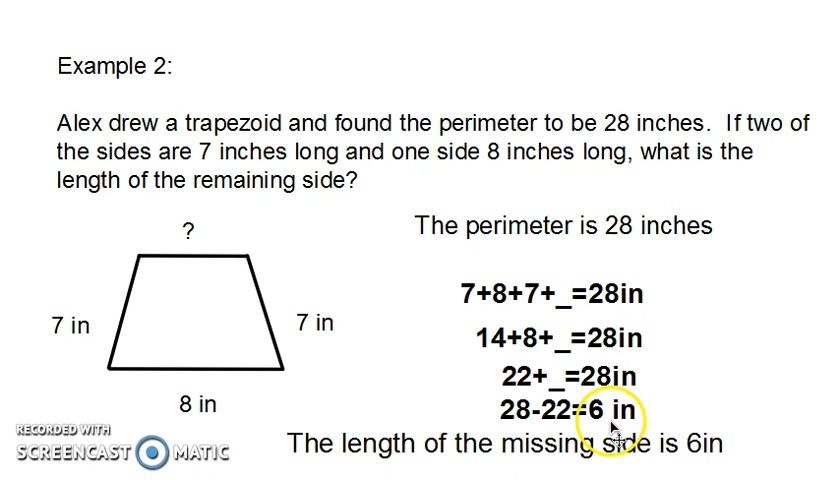 Example 2:
Alex drew a trapezoid and found the perimeter to be 28 inches.  If two of
the sides are 7 inches long and one side 8 inches long, what is the
length of the remaining side?
?
The perimeter is 28 inches
7+8+7+_=28in
7 in
7 in
14+8+_=28in
22+_=28in
8 in
28-22=6 in
RECORDED WITH
SCREENCAST MATIC
The length of the missing side is 6in